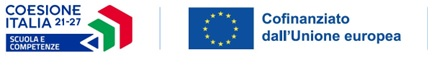 COESIONE
ITALIA 21-27
SCUOLA E
COMPETENZE
Cofinanziato
dall'Unione europea